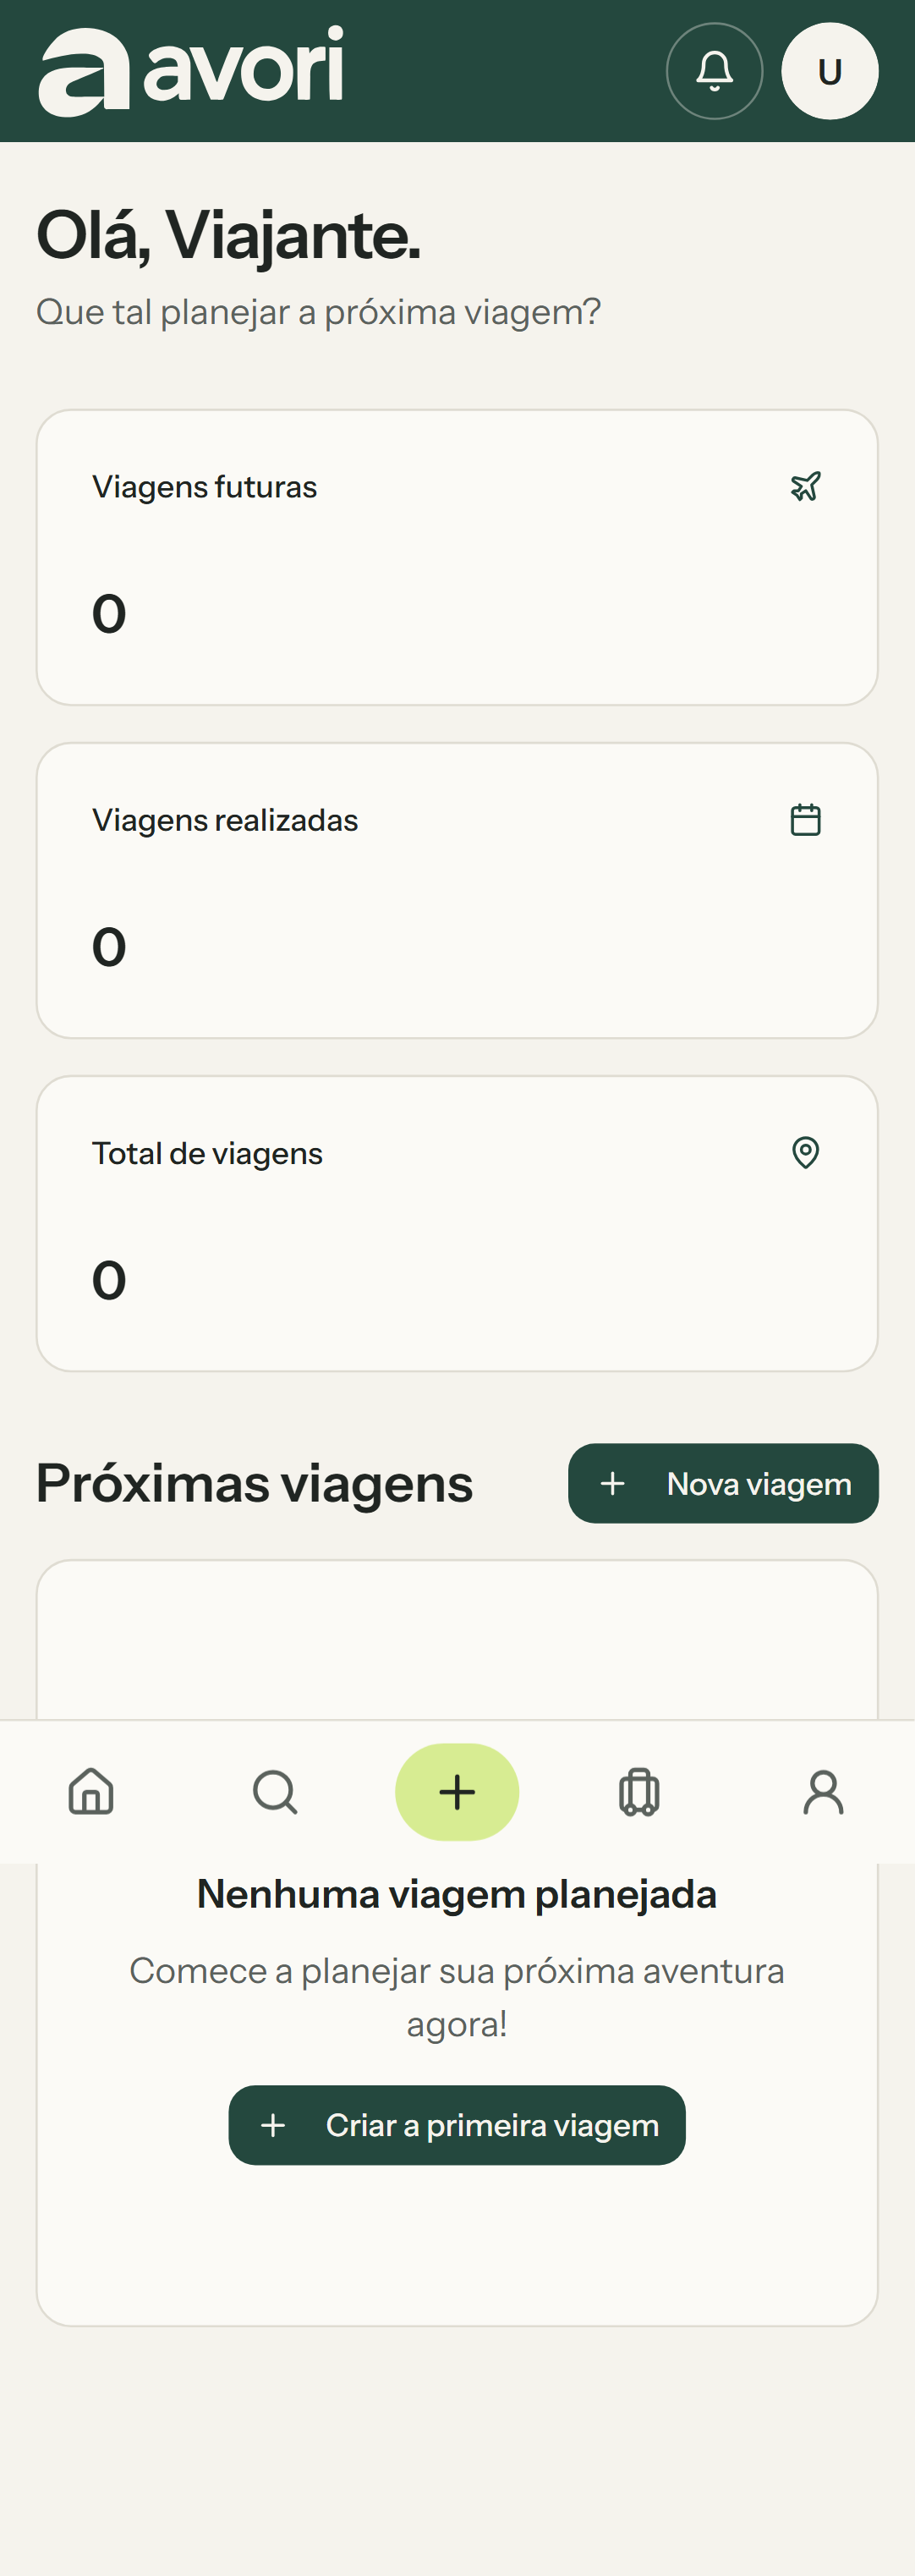 a avori
U
Olá, Viajante.
Que tal planejar a próxima viagem?
Viagens futuras
0
Viagens realizadas
0
Total de viagens
0
Próximas viagens
+ Nova viagem
Nenhuma viagem planejada
Comece a planejar sua próxima aventura
agora!
+ Criar a primeira viagem